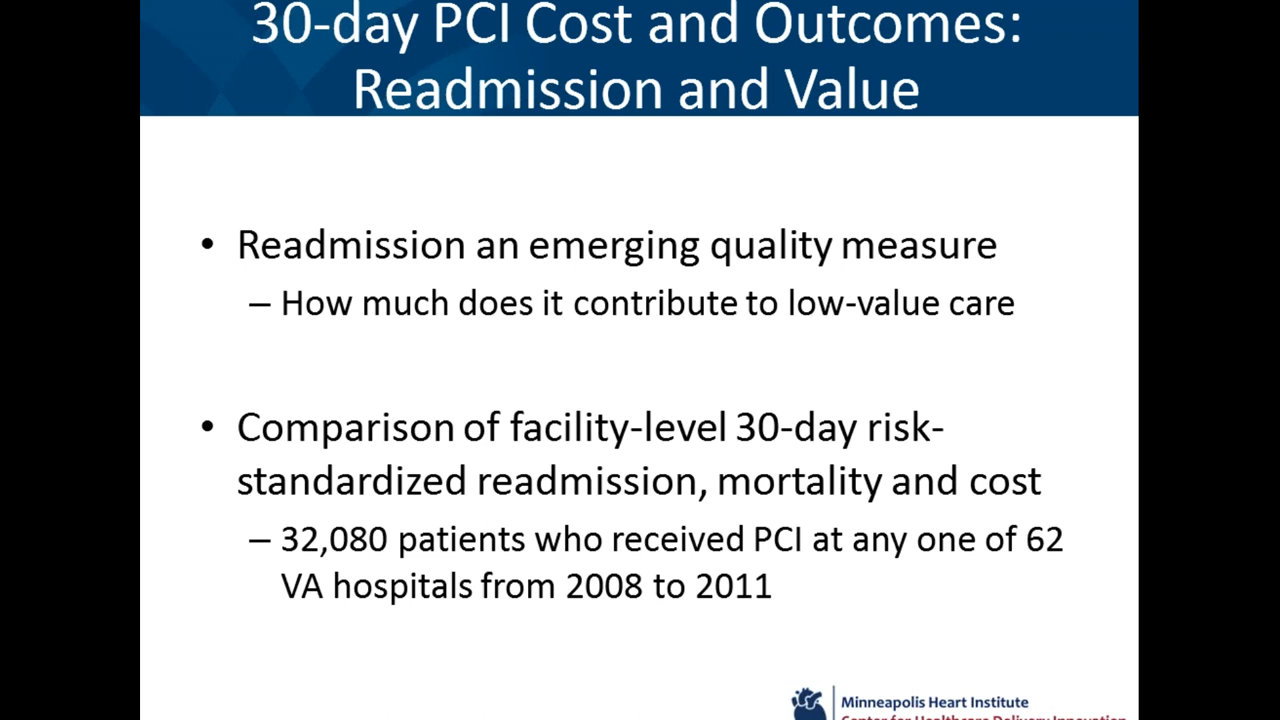 30-day PCI Cost and Outcomes:
Readmission and Value
• Readmission an emerging quality measure
– How much does it contribute to low-value care
• Comparison of facility-level 30-day risk-
standardized readmission, mortality and cost
– 32,080 patients who received PCI at any one of 62
VA hospitals from 2008 to 2011
Minneapolis Heart Institute
Center for Healthcare Delivery Innovation